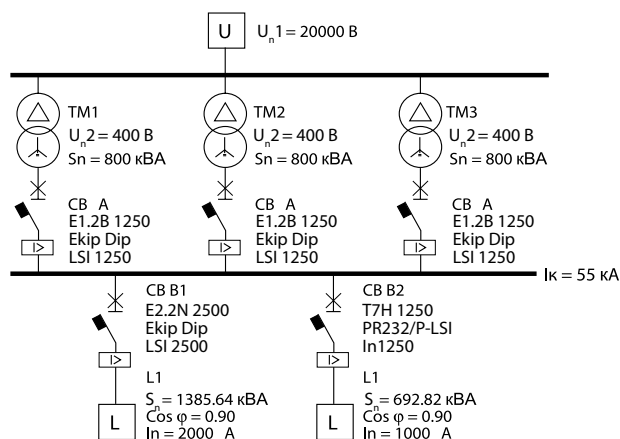 U
Un1 = 20000 В
TM1
Un2 = 400 В
Sn = 800 кВА
TM2
Un2 = 400 В
Sn = 800 кВА
TM3
Un2 = 400 В
Sn = 800 кВА
CB A
E1.2B 1250
Ekip Dip
LSI 1250
I>
CB A
E1.2B 1250
Ekip Dip
LSI 1250
I>
CB A
E1.2B 1250
Ekip Dip
LSI 1250
I>
Iк = 55 кА
CB B1
E2.2N 2500
Ekip Dip
LSI 2500
I>
CB B2
T7H 1250
PR232/P-LSI
In1250
I>
L1
Sn = 1385.64 кВА
Cos φ = 0.90
In = 2000 A
L
L1
Sn = 692.82 кВА
Cos φ = 0.90
In = 1000 A
L